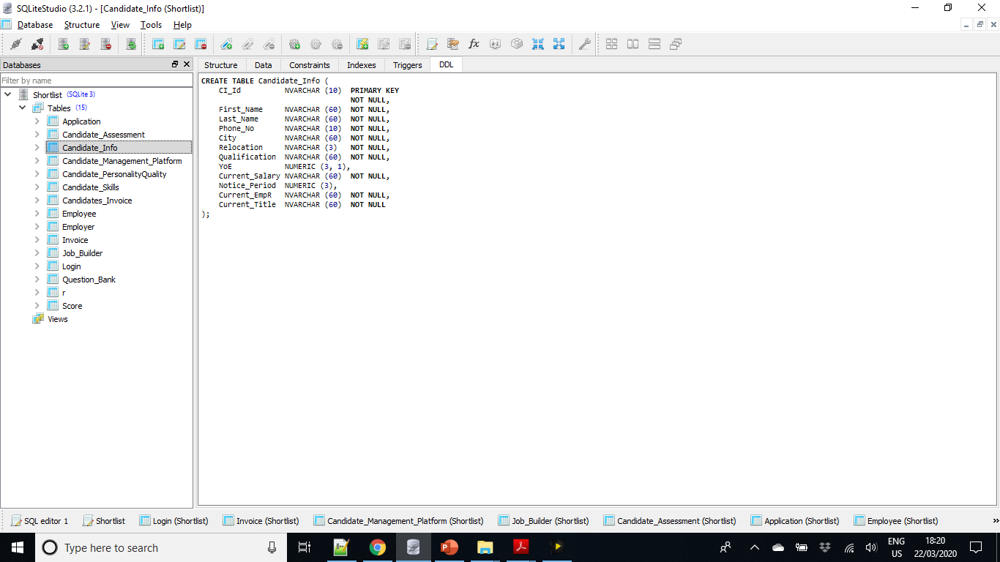 SQLiteStudio (3.2.1) - [Candidate_Info (Shortlist)]
Database Structure View Tools Help
Databases
Filter by name
Shortlist (SQLite 3)
Tables (15)
Application
Candidate_Assessment
Candidate_Info
Candidate_Management_Platform
Candidate_PersonalityQuality
Candidate_Skills
Candidates_Invoice
Employee
Employer
Invoice
Job_Builder
Login
Question_Bank
r
Score
Views
Structure Data Constraints Indexes Triggers DDL
CREATE TABLE Candidate_Info (
CI_Id NVARCHAR (10) PRIMARY KEY
NOT NULL,
First_Name NVARCHAR (60) NOT NULL,
Last_Name NVARCHAR (60) NOT NULL,
Phone_No NVARCHAR (10) NOT NULL,
City NVARCHAR (60) NOT NULL,
Relocation NVARCHAR (3) NOT NULL,
Qualification NVARCHAR (60) NOT NULL,
YoE NUMERIC (3, 1),
Current_Salary NVARCHAR (60) NOT NULL,
Notice_Period NUMERIC (3),
Current_EmpR NVARCHAR (60) NOT NULL,
Current_Title NVARCHAR (60) NOT NULL
);
SQL editor 1 Shortlist Login (Shortlist) Invoice (Shortlist) Candidate_Management_Platform (Shortlist) Job_Builder (Shortlist) Candidate_Assessment (Shortlist) Application (Shortlist) Employee (Shortlist) »
Type here to search
ENG
US
18:20
22/03/2020